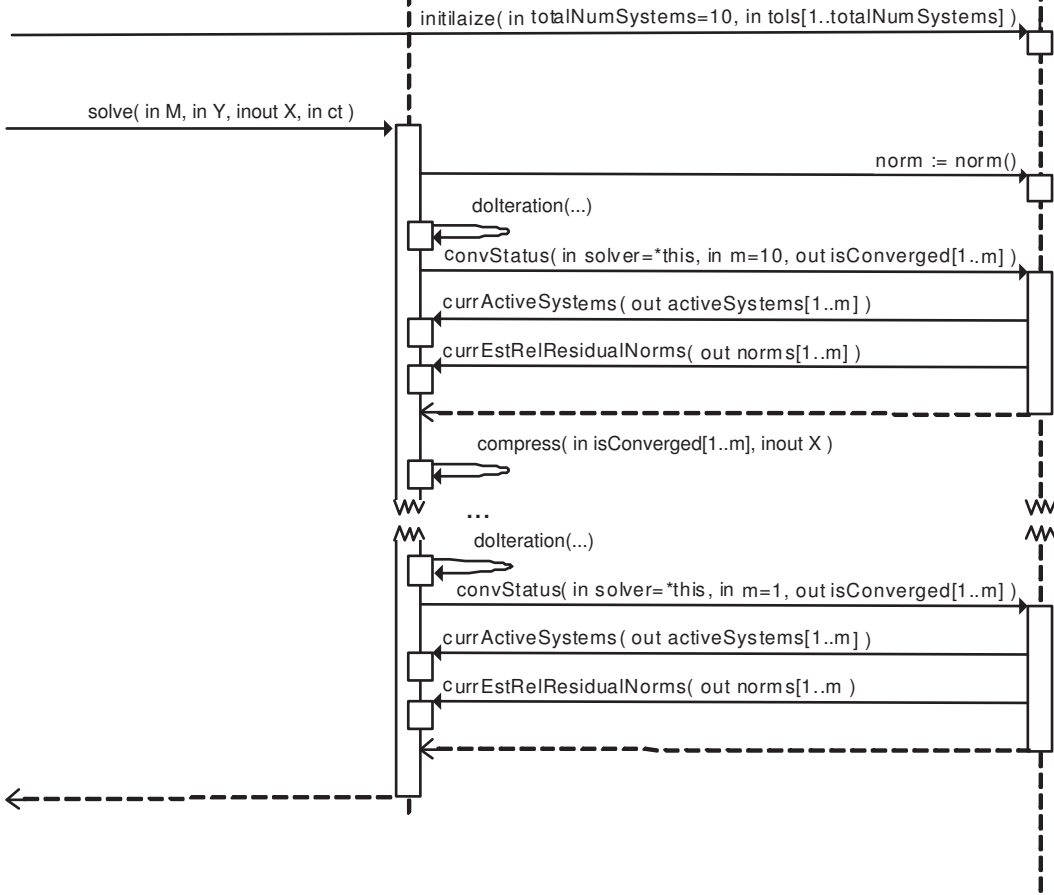 initilaize( in totalNumSystems=10, in tols[1..totalNumSystems] )
solve( in M, in Y, inout X, in ct )
norm := norm()
doIteration(...)
convStatus( in solver=*this, in m=10, out isConverged[1..m] )
currActiveSystems( out activeSystems[1..m] )
currEstRelResidualNorms( out norms[1..m] )
compress( in isConverged[1..m], inout X )
...
doIteration(...)
convStatus( in solver=*this, in m=1, out isConverged[1..m] )
currActiveSystems( out activeSystems[1..m] )
currEstRelResidualNorms( out norms[1..m )